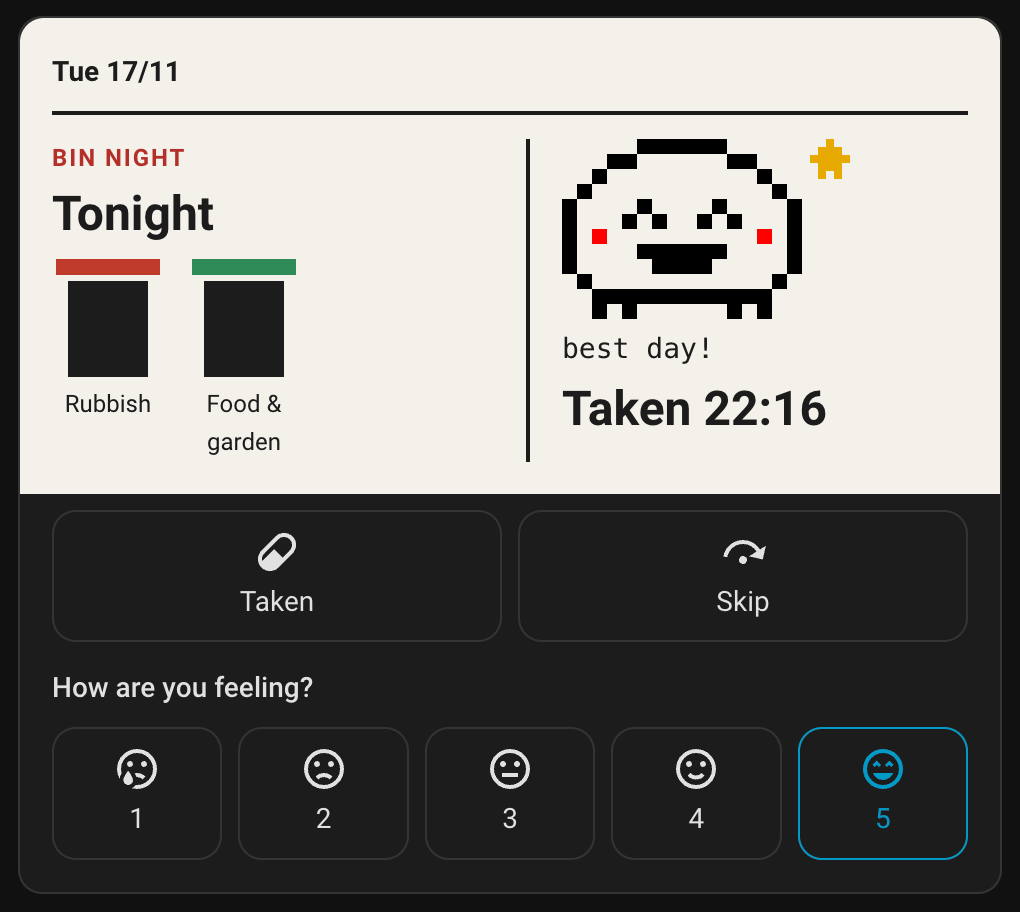 Tue 17/11
BIN NIGHT
Tonight
Rubbish
Food &
garden
best day!
Taken 22:16
Taken
Skip
How are you feeling?
1
2
3
4
5